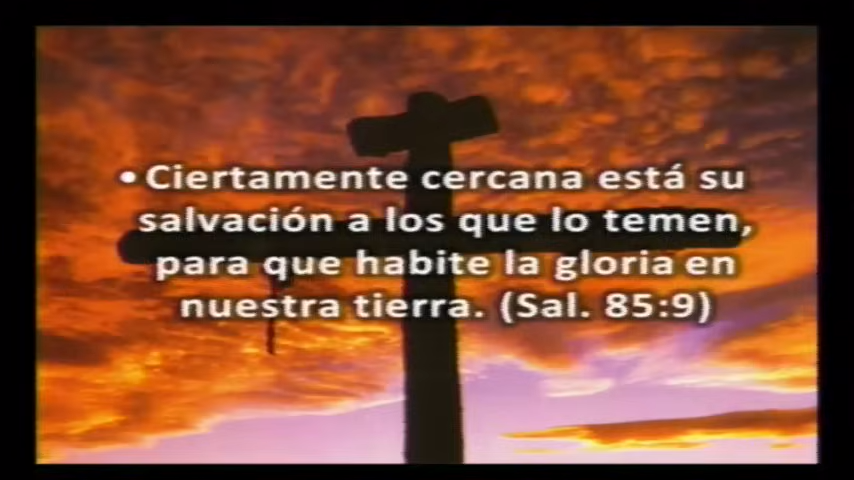 • Ciertamente cercana está su
salvación a los que lo temen,
para que habite la gloria en
nuestra tierra. (Sal. 85:9)